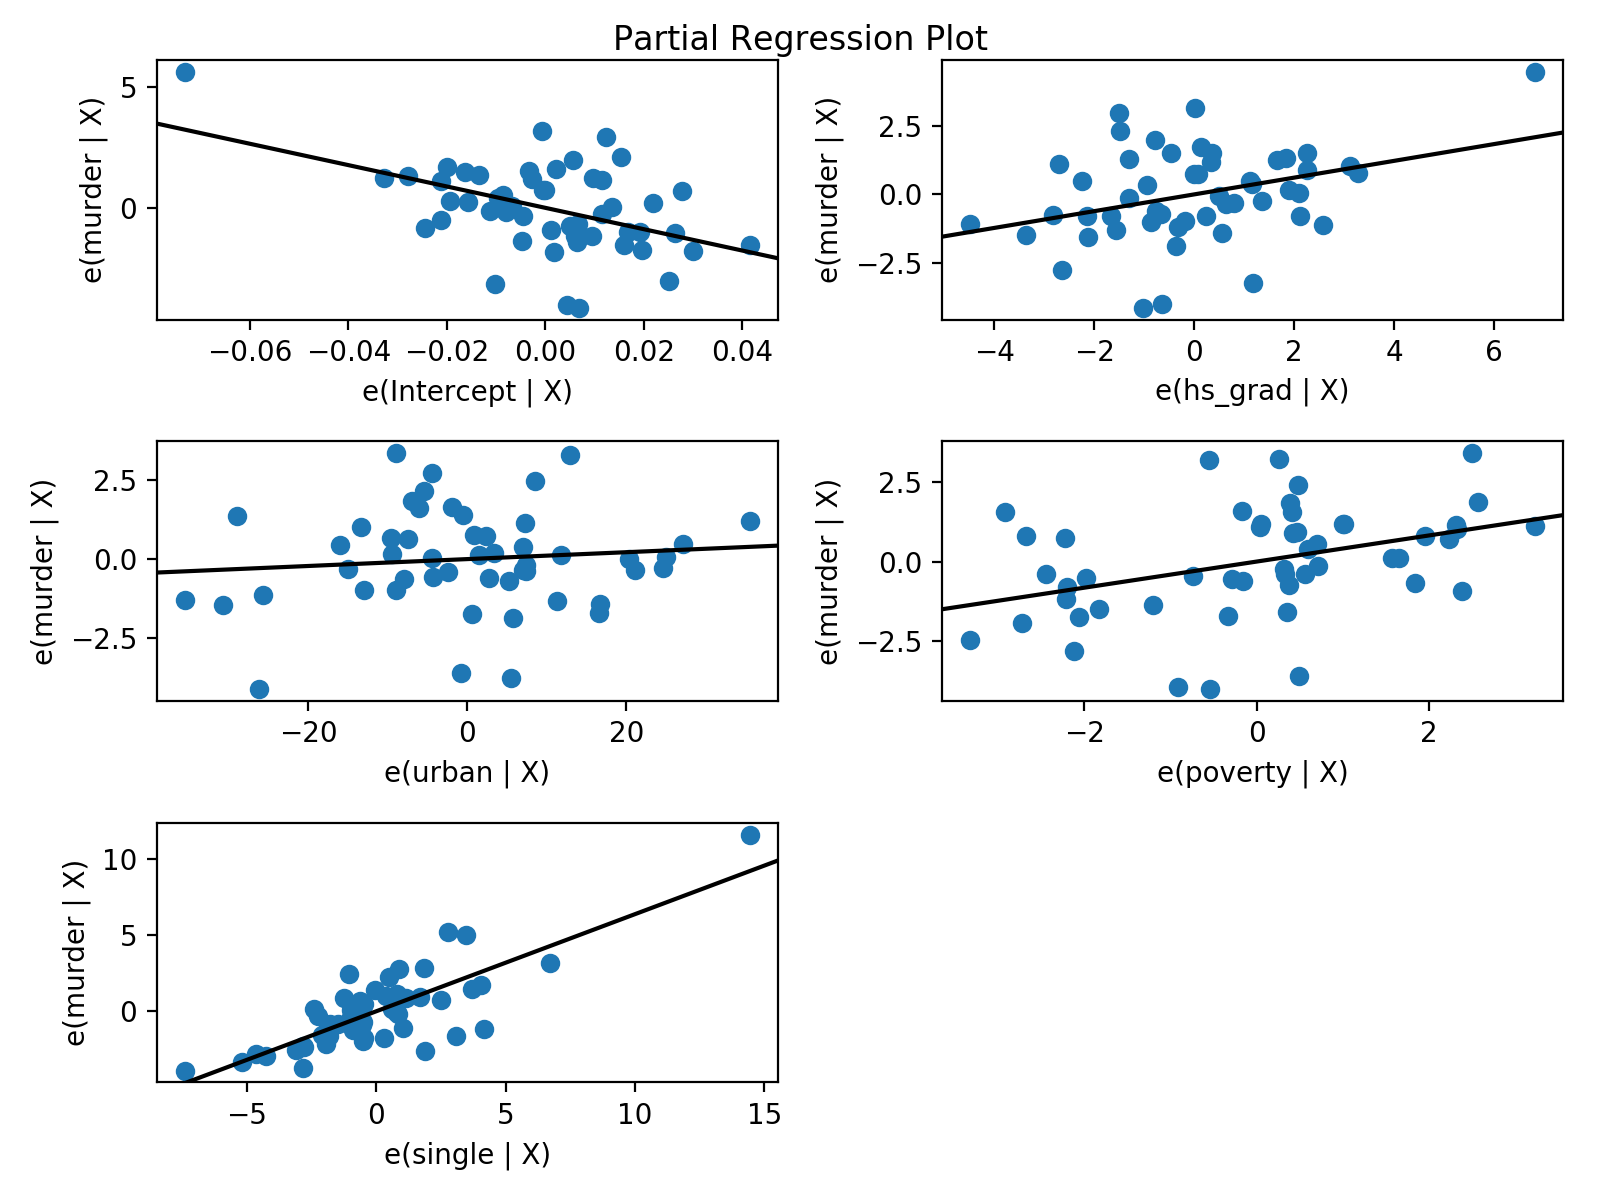 Partial Regression Plot
5
0
e(murder | X)
−0.06 −0.04 −0.02 0.00 0.02 0.04
e(Intercept | X)
2.5
0.0
−2.5
e(murder | X)
−4 −2 0 2 4 6
e(hs_grad | X)
2.5
0.0
−2.5
e(murder | X)
−20 0 20
e(urban | X)
2.5
0.0
−2.5
e(murder | X)
−2 0 2
e(poverty | X)
10
5
0
e(murder | X)
−5 0 5 10 15
e(single | X)